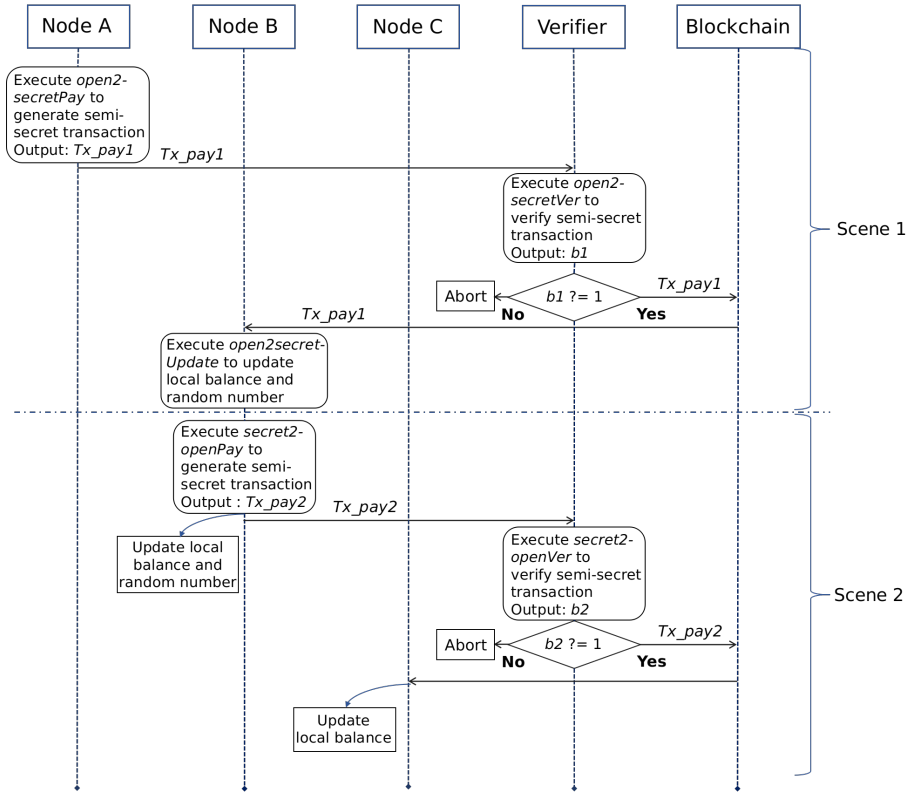 Node A
Node B
Node C
Verifier
Blockchain
Execute open2-
secretPay to
generate semi-
secret transaction
Output: Tx_pay1
Tx_pay1
Execute open2-
secretVer to
verify semi-secret
transaction
Output: b1
Scene 1
Abort
b1 ?= 1
Tx_pay1
No
Yes
Tx_pay1
Execute open2secret-
Update to update
local balance and
random number
Execute secret2-
openPay to
generate semi-
secret transaction
Output : Tx_pay2
Tx_pay2
Update local
balance and
random number
Execute secret2-
openVer to
verify semi-secret
transaction
Output: b2
Scene 2
Abort
b2 ?= 1
Tx_pay2
No
Yes
Update
local balance